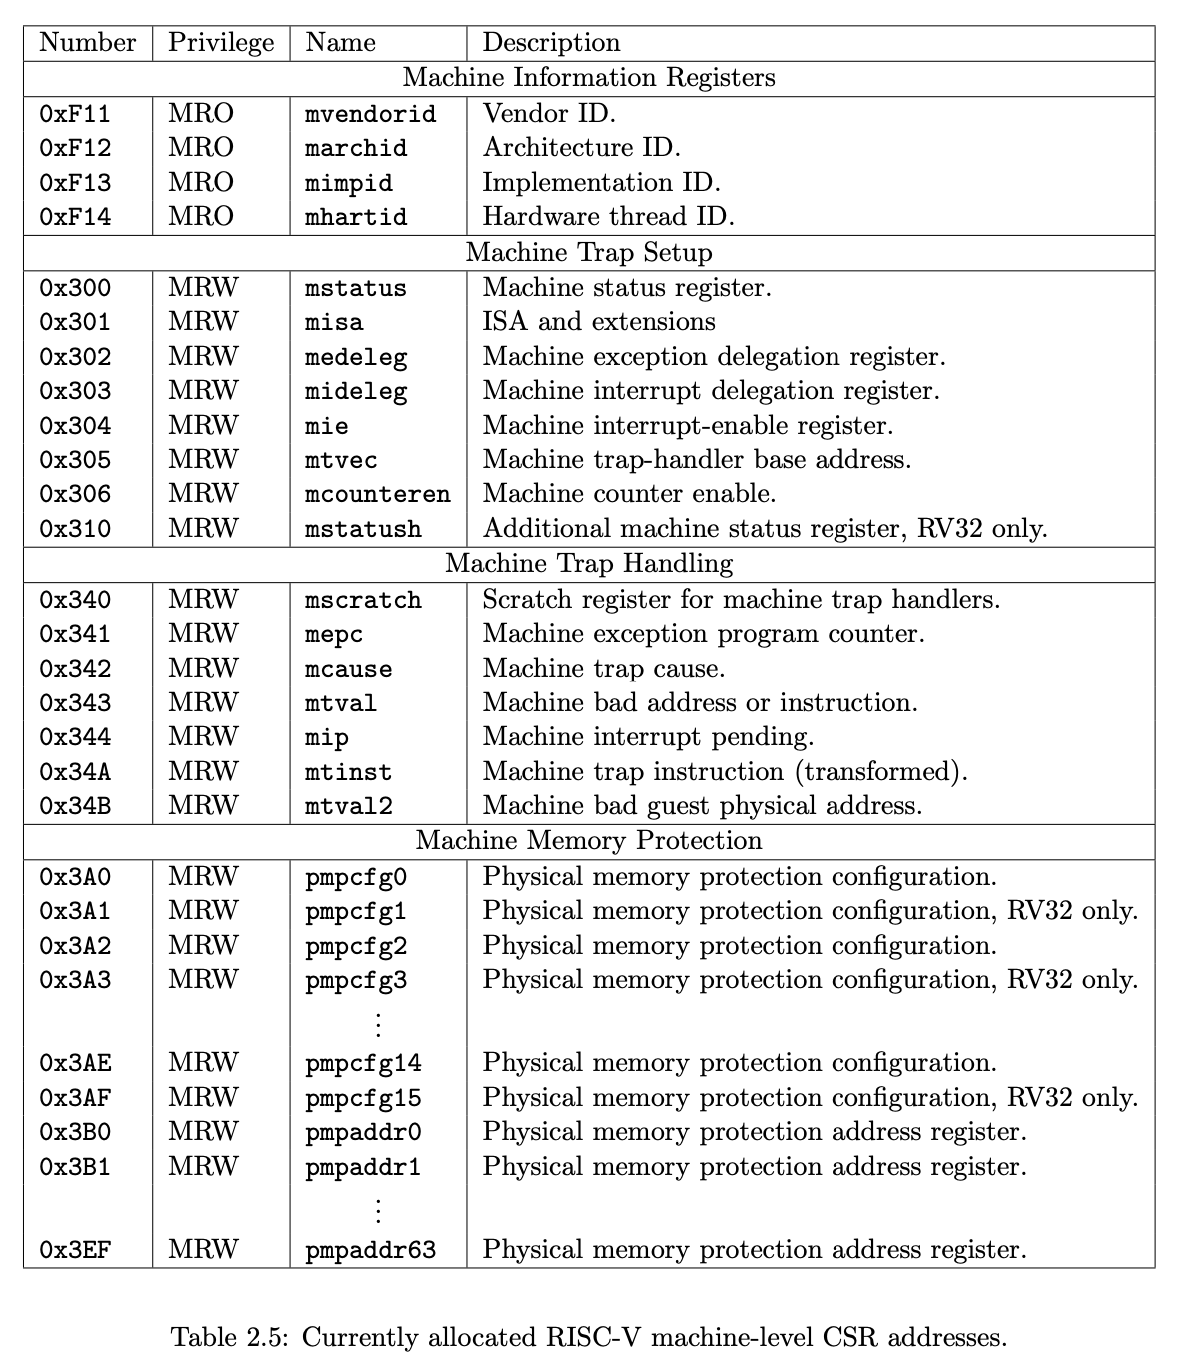 Number Privilege Name Description
Machine Information Registers
0xF11 MRO mvendorid Vendor ID.
0xF12 MRO marchid Architecture ID.
0xF13 MRO mimpid Implementation ID.
0xF14 MRO mhartid Hardware thread ID.
Machine Trap Setup
0x300 MRW mstatus Machine status register.
0x301 MRW misa ISA and extensions
0x302 MRW medeleg Machine exception delegation register.
0x303 MRW mideleg Machine interrupt delegation register.
0x304 MRW mie Machine interrupt-enable register.
0x305 MRW mtvec Machine trap-handler base address.
0x306 MRW mcounteren Machine counter enable.
0x310 MRW mstatush Additional machine status register, RV32 only.
Machine Trap Handling
0x340 MRW mscratch Scratch register for machine trap handlers.
0x341 MRW mepc Machine exception program counter.
0x342 MRW mcause Machine trap cause.
0x343 MRW mtval Machine bad address or instruction.
0x344 MRW mip Machine interrupt pending.
0x34A MRW mtinst Machine trap instruction (transformed).
0x34B MRW mtval2 Machine bad guest physical address.
Machine Memory Protection
0x3A0 MRW pmpcfg0 Physical memory protection configuration.
0x3A1 MRW pmpcfg1 Physical memory protection configuration, RV32 only.
0x3A2 MRW pmpcfg2 Physical memory protection configuration.
0x3A3 MRW pmpcfg3 Physical memory protection configuration, RV32 only.
⋮
0x3AE MRW pmpcfg14 Physical memory protection configuration.
0x3AF MRW pmpcfg15 Physical memory protection configuration, RV32 only.
0x3B0 MRW pmpaddr0 Physical memory protection address register.
0x3B1 MRW pmpaddr1 Physical memory protection address register.
⋮
0x3EF MRW pmpaddr63 Physical memory protection address register.
Table 2.5: Currently allocated RISC-V machine-level CSR addresses.